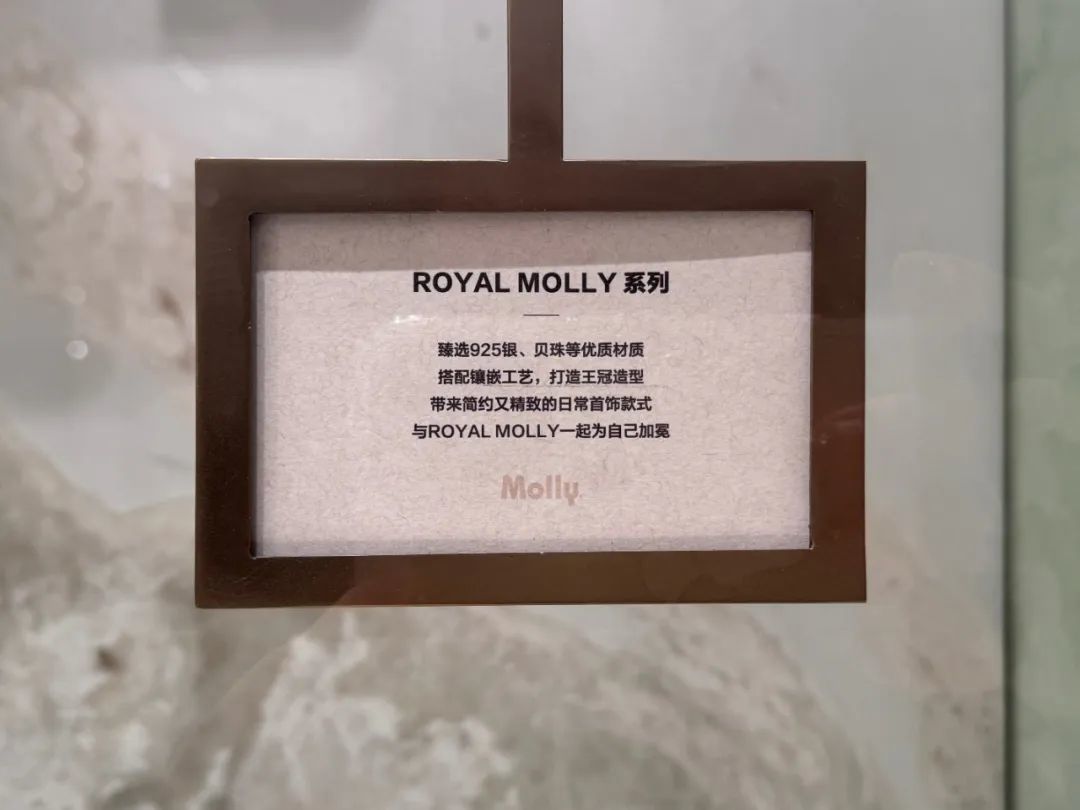 ROYAL MOLLY 系列
臻选925银、贝珠等优质材质
搭配镶嵌工艺，打造王冠造型
带来简约又精致的日常首饰款式
与ROYAL MOLLY一起为自己加冕
Molly